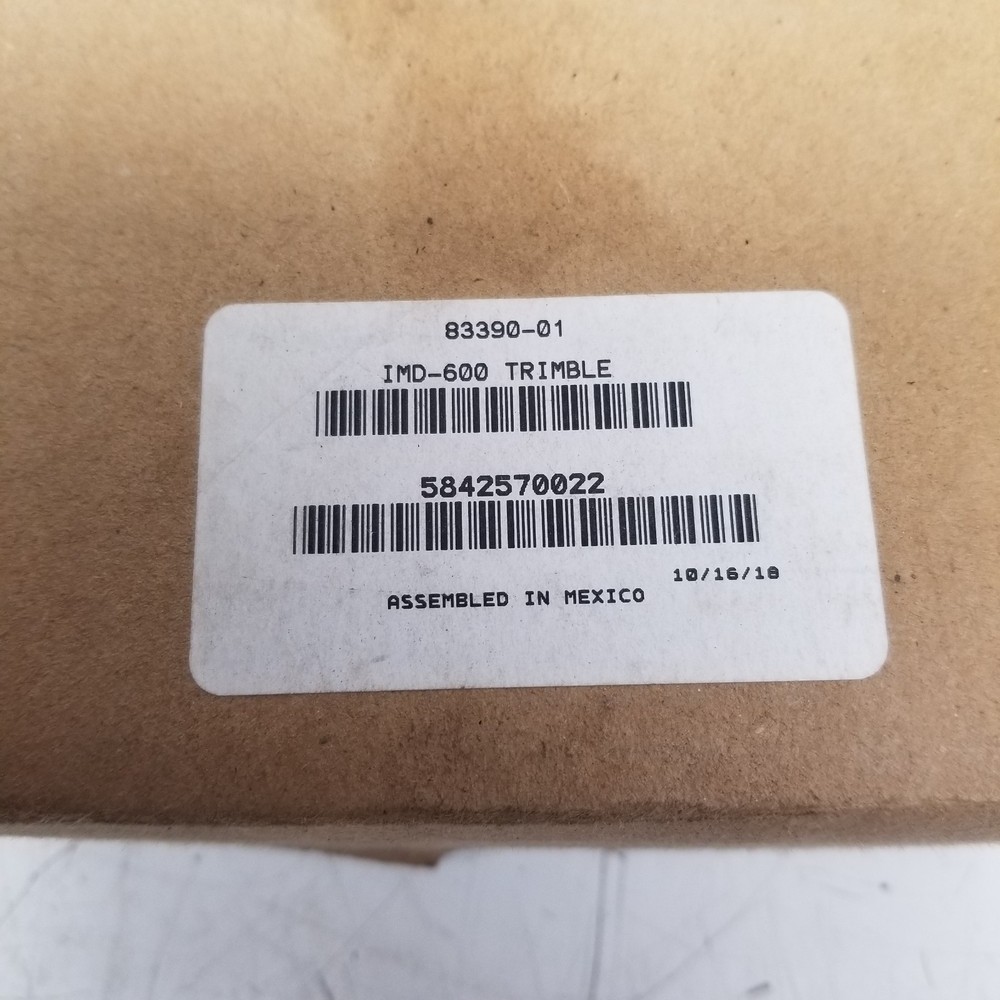 83390-01
IMD-600 TRIMBLE
5842570022
10/16/18
ASSEMBLED IN MEXICO